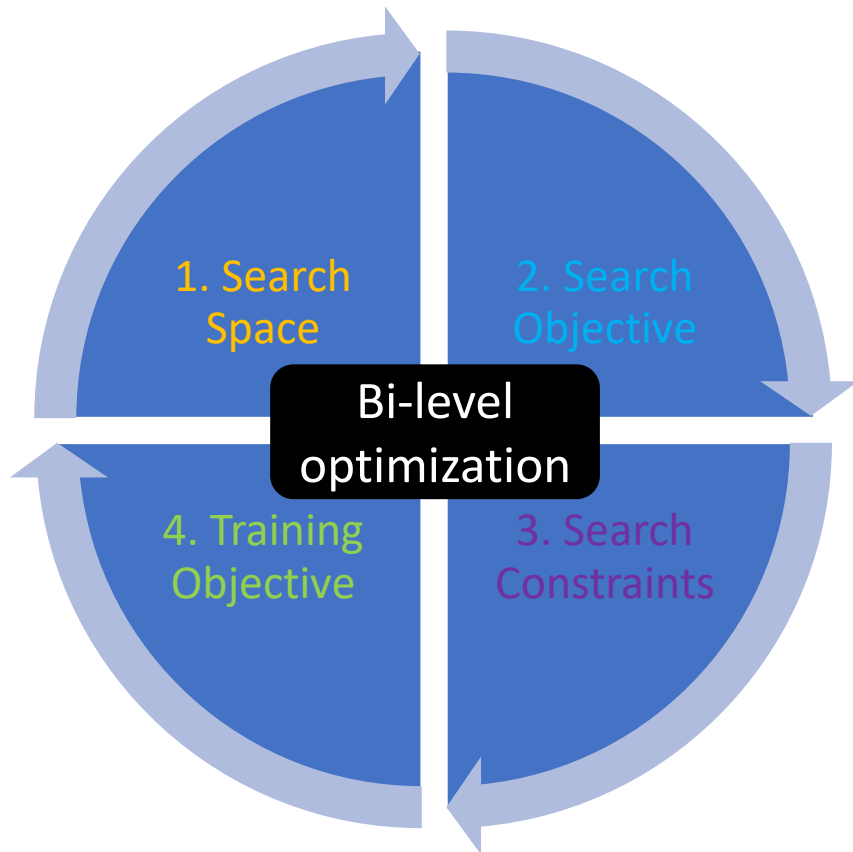 1. Search
Space
2. Search
Objective
Bi-level
optimization
4. Training
Objective
3. Search
Constraints